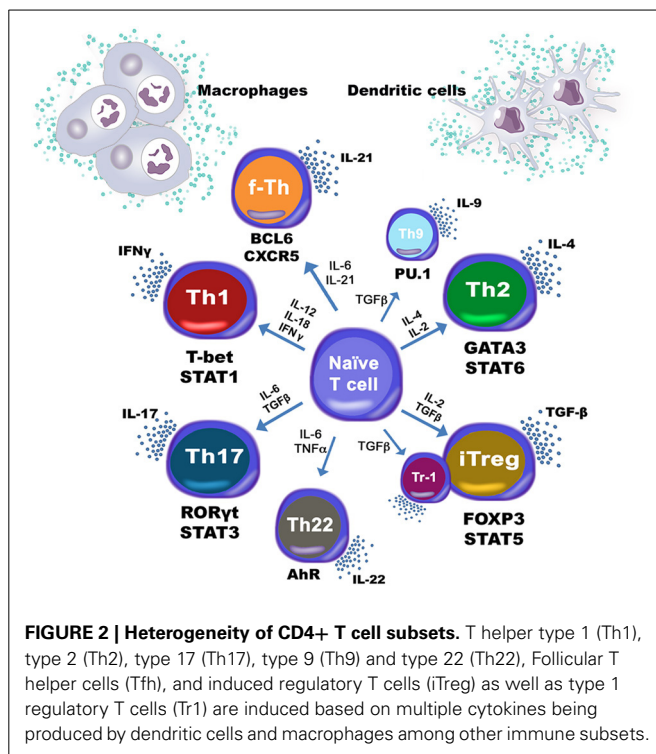 Macrophages
Dendritic cells
IL-21
f-Th
BCL6
CXCR5
IL-9
Th9
PU.1
IL-4
Th2
GATA3
STAT6
IFNγ
Th1
T-bet
STAT1
IL-6
IL-21
TGFβ
IL-4
IL-2
IL-12
IL-18
IFNγ
Naïve
T cell
IL-17
Th17
RORγt
STAT3
IL-6
TGFβ
IL-6
TNFα
Th22
AhR
IL-22
TGFβ
Tr-1
IL-2
TGFβ
TGF-β
iTreg
FOXP3
STAT5
FIGURE 2 | Heterogeneity of CD4+ T cell subsets. T helper type 1 (Th1),
type 2 (Th2), type 17 (Th17), type 9 (Th9) and type 22 (Th22), Follicular T
helper cells (Tfh), and induced regulatory T cells (iTreg) as well as type 1
regulatory T cells (Tr1) are induced based on multiple cytokines being
produced by dendritic cells and macrophages among other immune subsets.